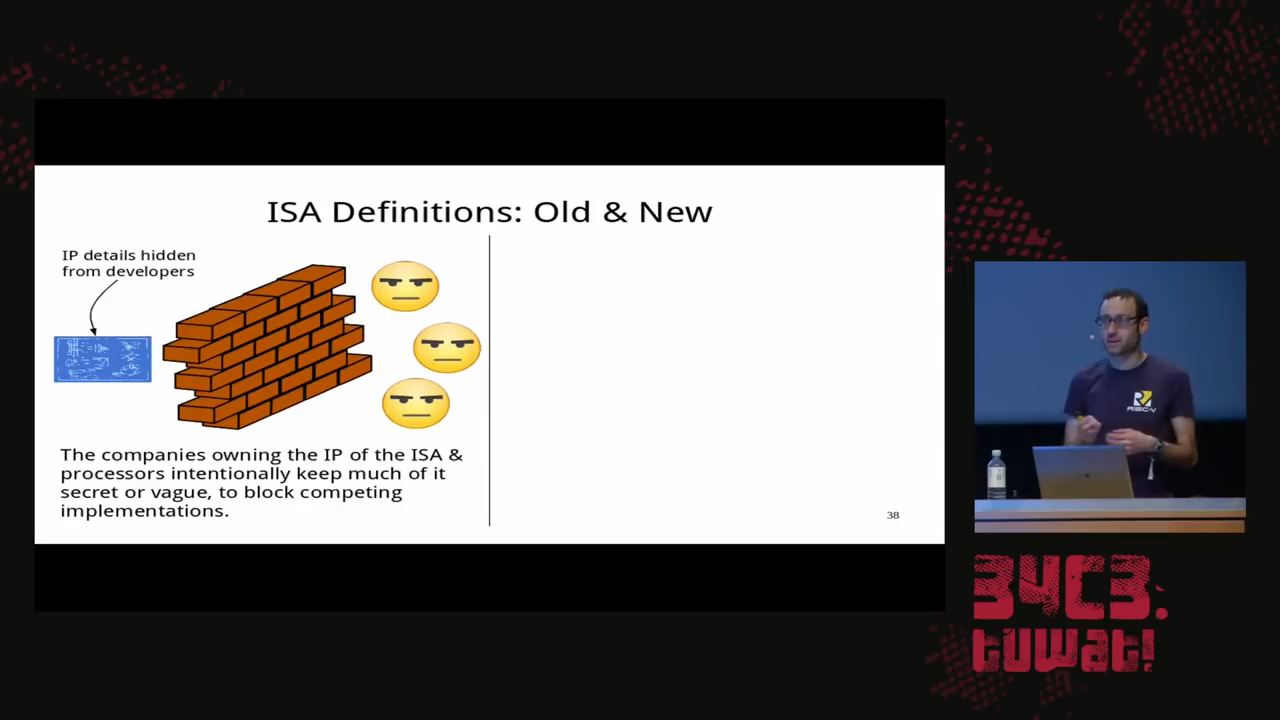 ISA Definitions: Old & New
IP details hidden
from developers
The companies owning the IP of the ISA &
processors intentionally keep much of it
secret or vague, to block competing
implementations.
38
RISC-V
34C3.
tuwat!